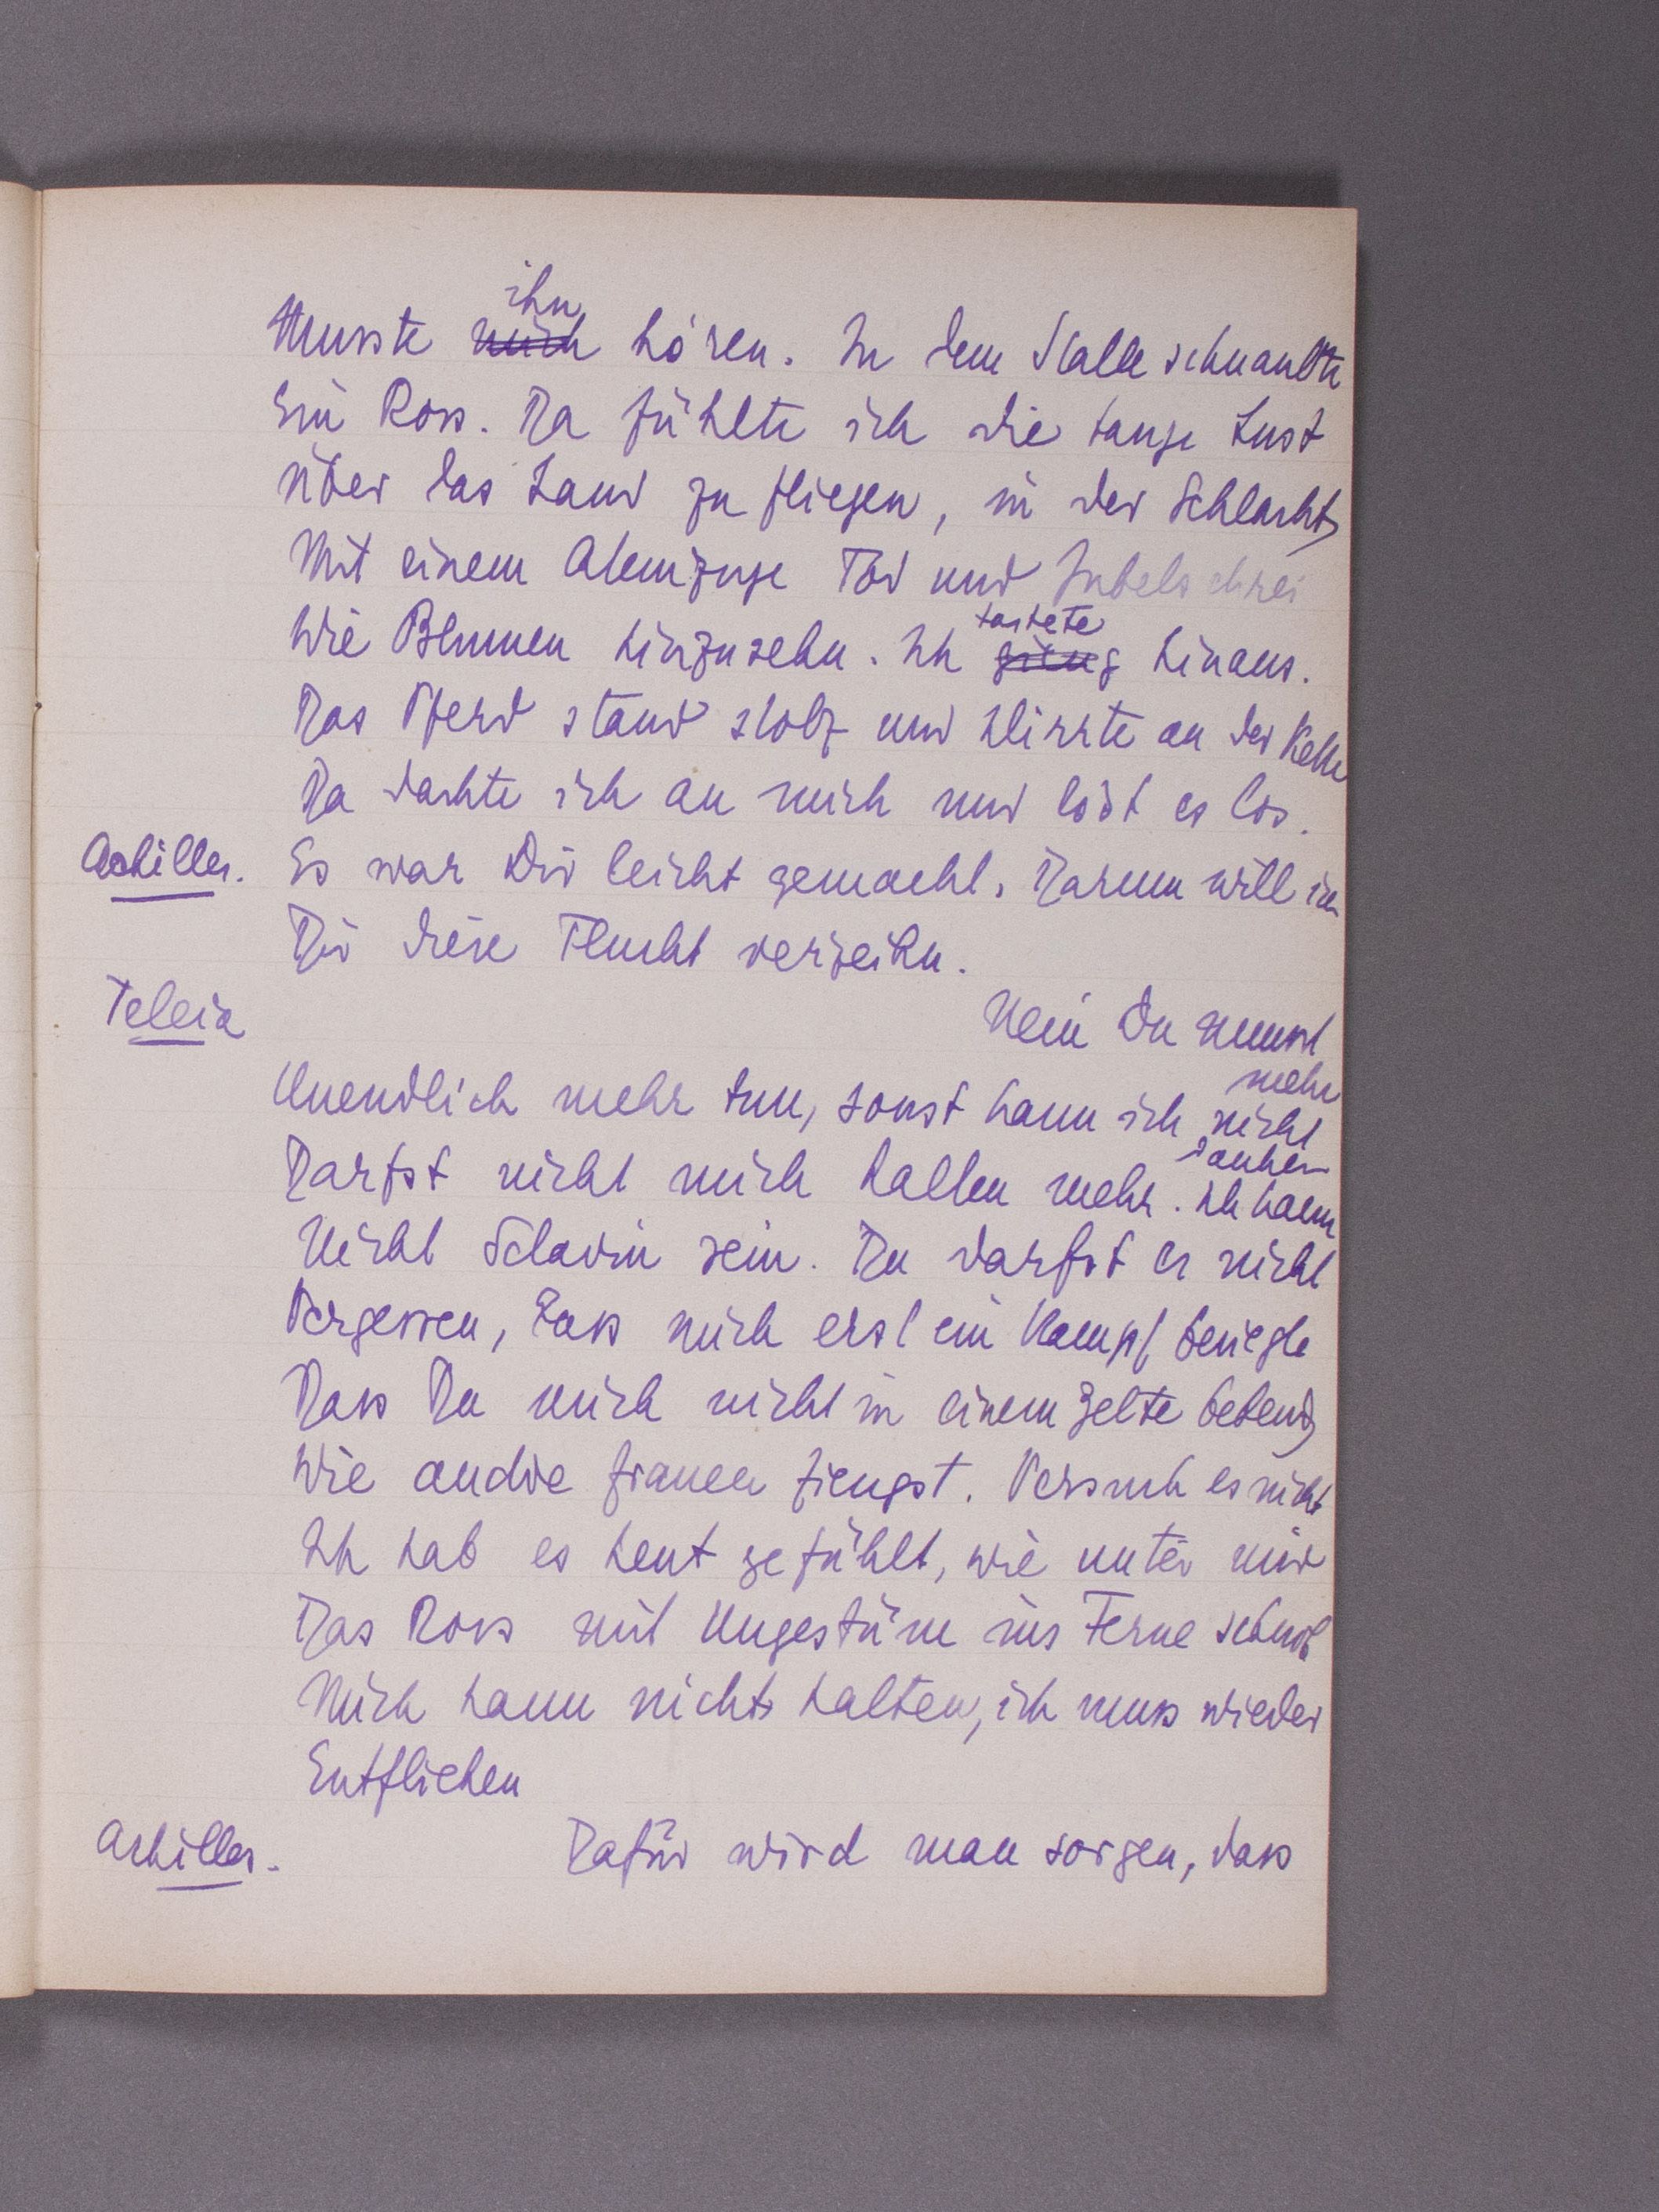 Musste ihn
mich hören. In dem Stalle schnaubte
Ein Ross. Da fühlte ich die bange Lust
Über das Land zu fliegen, in der Schlacht,
Mit einem Atemzuge Tod und Jubelschrei
Wie Blumen hinzusehn. Ich tastete
gieng hinaus.
Das Pferd stand stolz und klirrte an der Kette
Da dachte ich an mich und löst es los.
Achilles. Es war Dir leicht gemacht. Darum will ich
Dir diese Flucht verzeihn.
Teleia Nein Du musst
Unendlich mehr tun, sonst kann ich nicht mehr
danken
Darfst nicht mich halten mehr. Ich kann
Nicht Sclavin sein. Du darfst es nicht
Vergessen, dass mich erst ein Kampf besiegte
Dass Du mich nicht in einem Zelte bebend,
Wie andre Frauen fiengst. Versuch es nicht
Ich hab es heut gefühlt, wie unter mir
Das Ross mit Ungestüm ins Ferne schnob
Mich kann nichts halten, ich muss wieder
Entfliehen
Achilles. Dafür wird man sorgen, dass